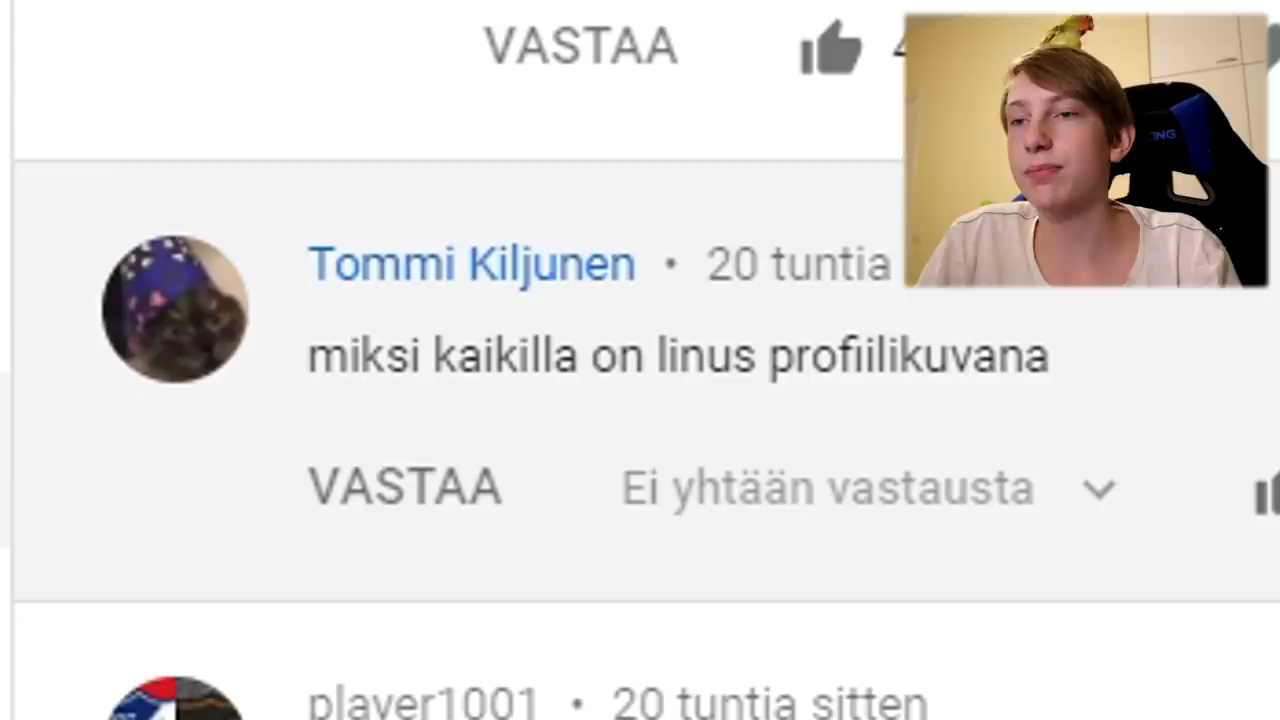 VASTAA
Tommi Kiljunen • 20 tuntia
miksi kaikilla on linus profiilikuvana
VASTAA Ei yhtään vastausta
player1001 • 20 tuntia sitten